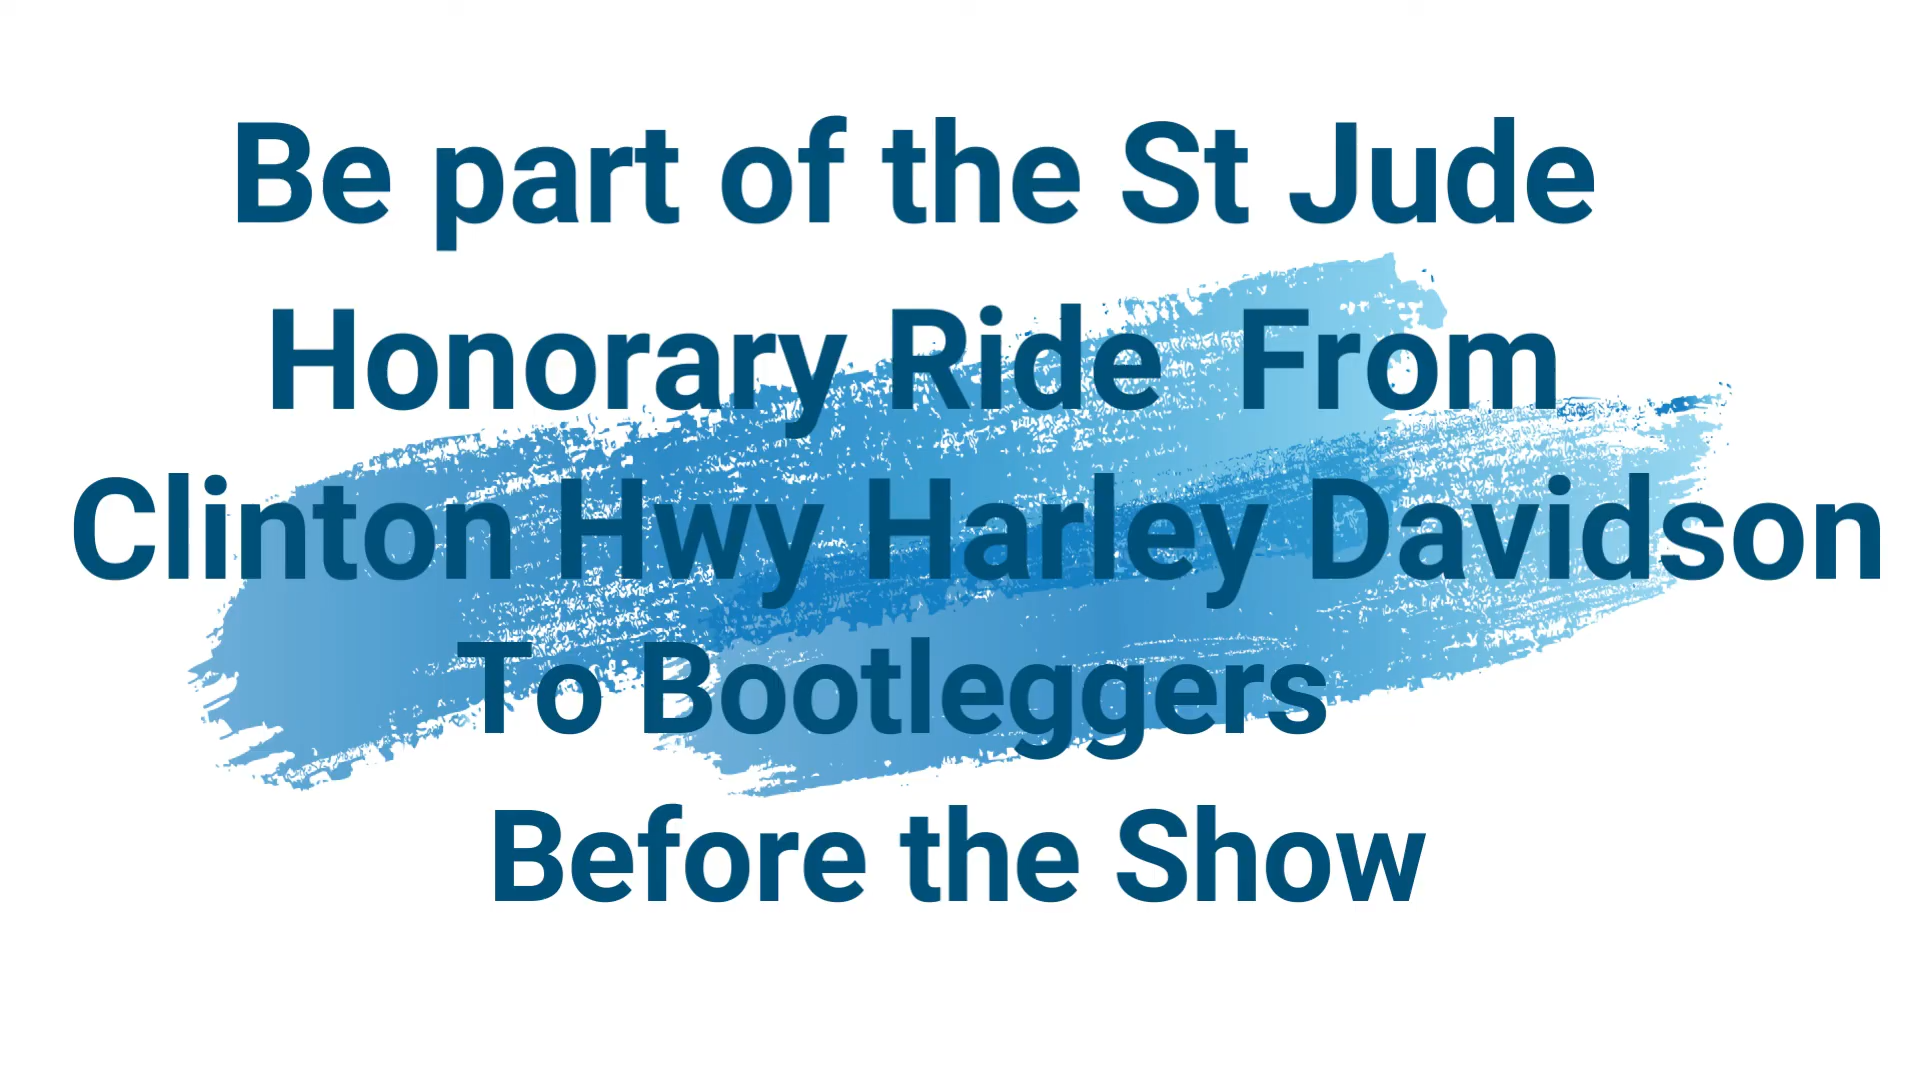 Be part of the St Jude
Honorary Ride  From
Clinton Hwy Harley Davidson
To Bootleggers
Before the Show